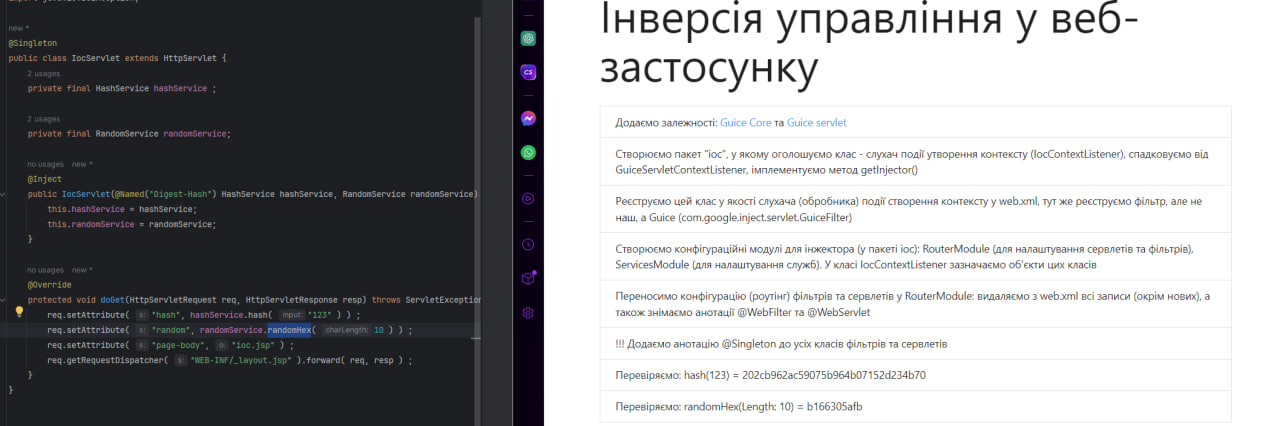 new *
@Singleton
public class IocServlet extends HttpServlet {
2 usages
private final HashService hashService ;
2 usages
private final RandomService randomService;
no usages new *
@Inject
public IocServlet(@Named("Digest-Hash") HashService hashService, RandomService randomService)
this.hashService = hashService;
this.randomService = randomService;
}
no usages new *
@Override
protected void doGet(HttpServletRequest req, HttpServletResponse resp) throws ServletException
req.setAttribute( s: "hash", hashService.hash( input: "123" ) ) ;
req.setAttribute( s: "random", randomService.randomHex( charLength: 10 ) ) ;
req.setAttribute( s: "page-body", o: "ioc.jsp" ) ;
req.getRequestDispatcher( s: "WEB-INF/_layout.jsp" ).forward( req, resp ) ;
}
}
CS
Інверсія управління у веб-
застосунку
Додаємо залежності: Guice Core та Guice servlet
Створюємо пакет "ioc", у якому оголошуємо клас - слухач події утворення контексту (IocContextListener), спадковуємо від
GuiceServletContextListener, імплементуємо метод getInjector()
Реєструємо цей клас у якості слухача (обробника) події створення контексту у web.xml, тут же реєструємо фільтр, але не
наш, а Guice (com.google.inject.servlet.GuiceFilter)
Створюємо конфігураційні модулі для інжектора (у пакеті ioc): RouterModule (для налаштування сервлетів та фільтрів),
ServicesModule (для налаштування служб). У класі IocContextListener зазначаємо об'єкти цих класів
Переносимо конфігурацію (роутінг) фільтрів та сервлетів у RouterModule: видаляємо з web.xml всі записи (окрім нових), а
також знімаємо анотації @WebFilter та @WebServlet
!!! Додаємо анотацію @Singleton до усіх класів фільтрів та сервлетів
Перевіряємо: hash(123) = 202cb962ac59075b964b07152d234b70
Перевіряємо: randomHex(Length: 10) = b166305afb